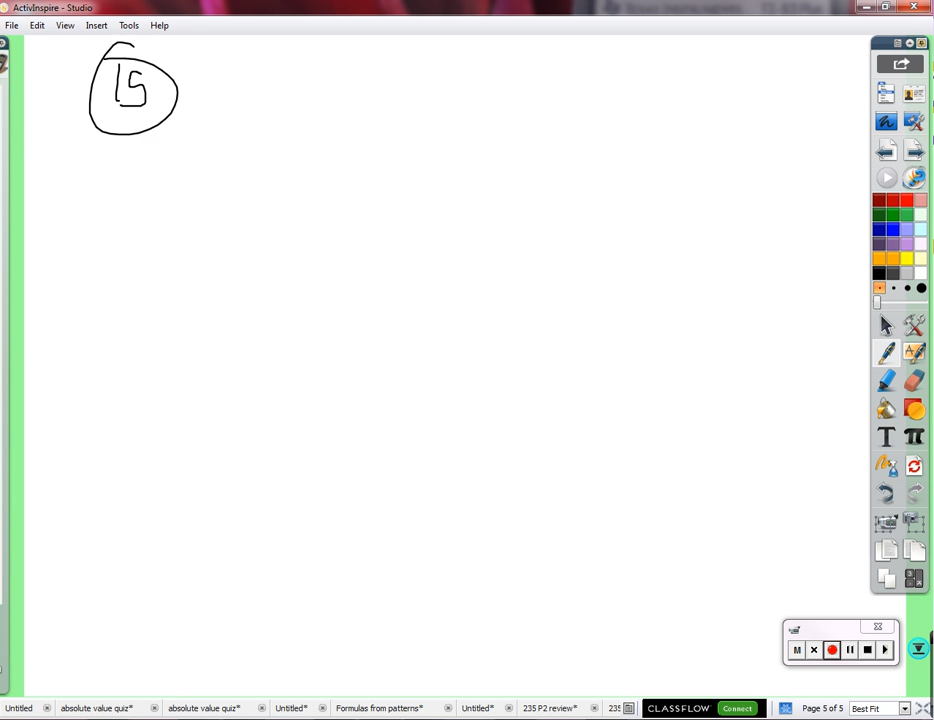 ActivInspire - Studio
File Edit View Insert Tools Help
15
M
Untitled absolute value quiz* absolute value quiz* Untitled* Formulas from patterns* Untitled* 235 P2 review* 235 CLASSFLOW Connect Page 5 of 5 Best Fit